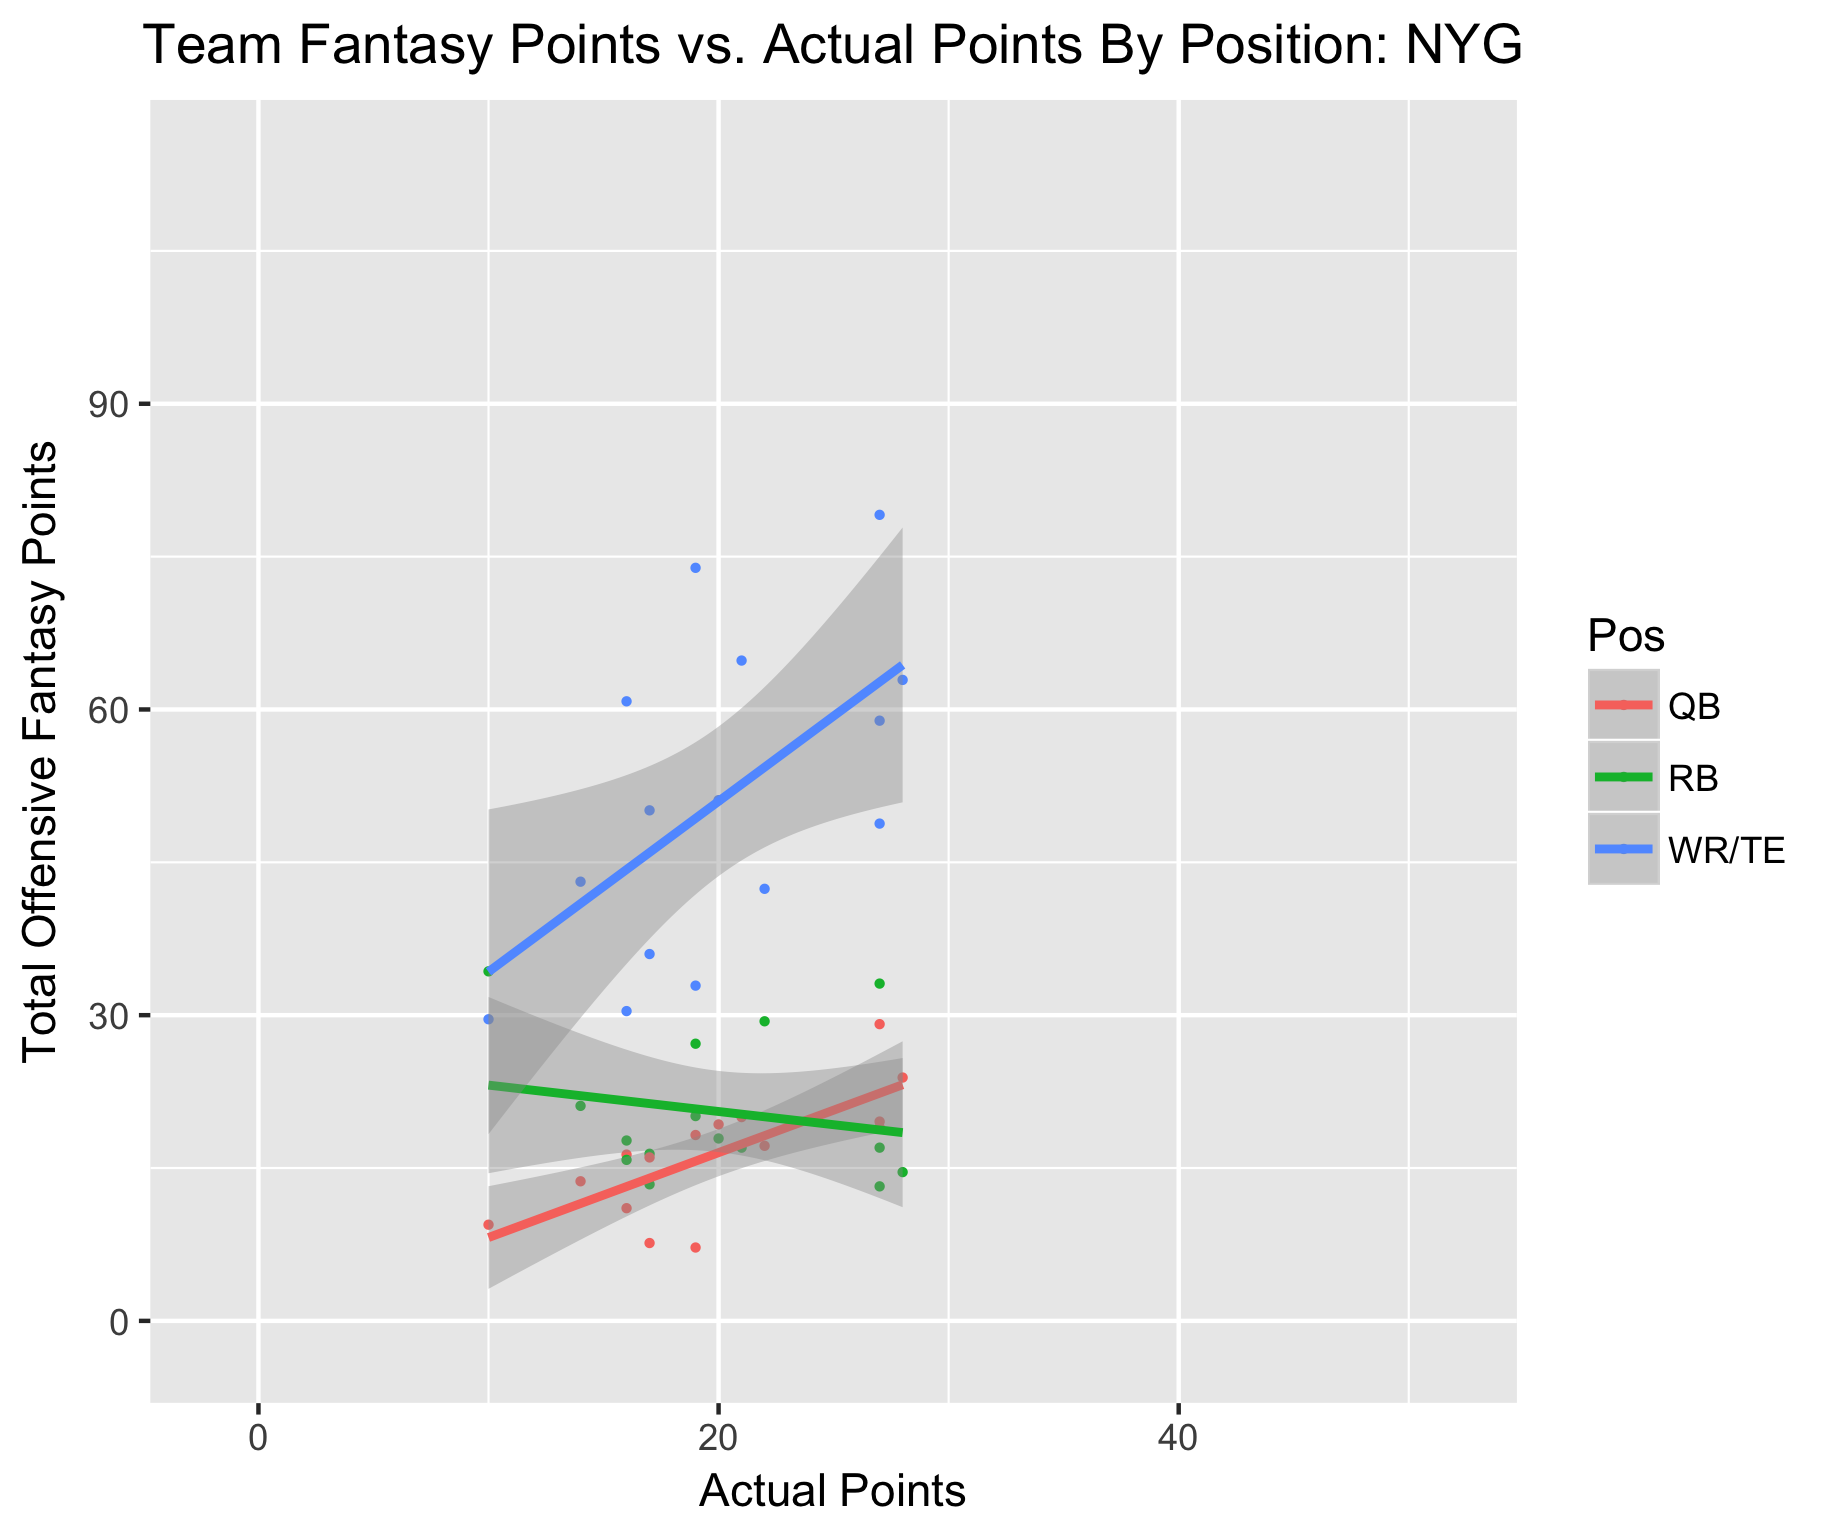 Team Fantasy Points vs. Actual Points By Position: NYG
Total Offensive Fantasy Points
90
60
30
0
0 20 40
Actual Points
Pos
QB
RB
WR/TE